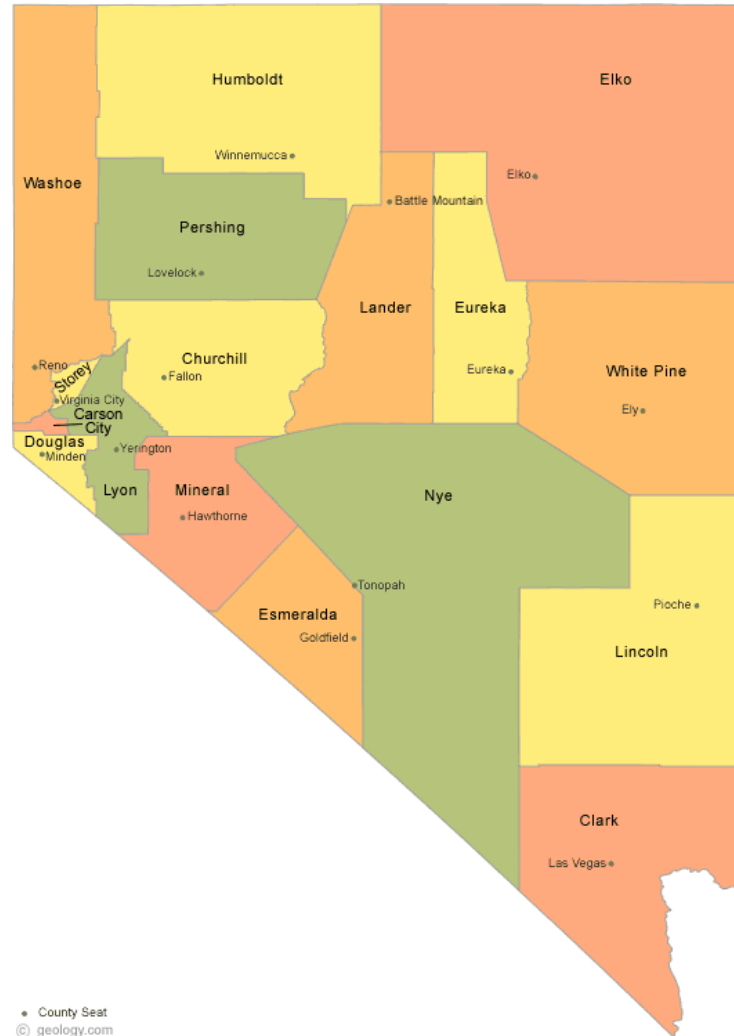 Humboldt
Elko
Winnemucca
Washoe
Elko
Battle Mountain
Pershing
Lovelock
Lander
Eureka
Churchill
Reno
Storey
Fallon
Eureka
White Pine
Virginia City
Carson
City
Ely
Douglas
Minden
Yerington
Lyon
Mineral
Nye
Hawthorne
Tonopah
Pioche
Esmeralda
Goldfield
Lincoln
Clark
Las Vegas
County Seat
© geology.com